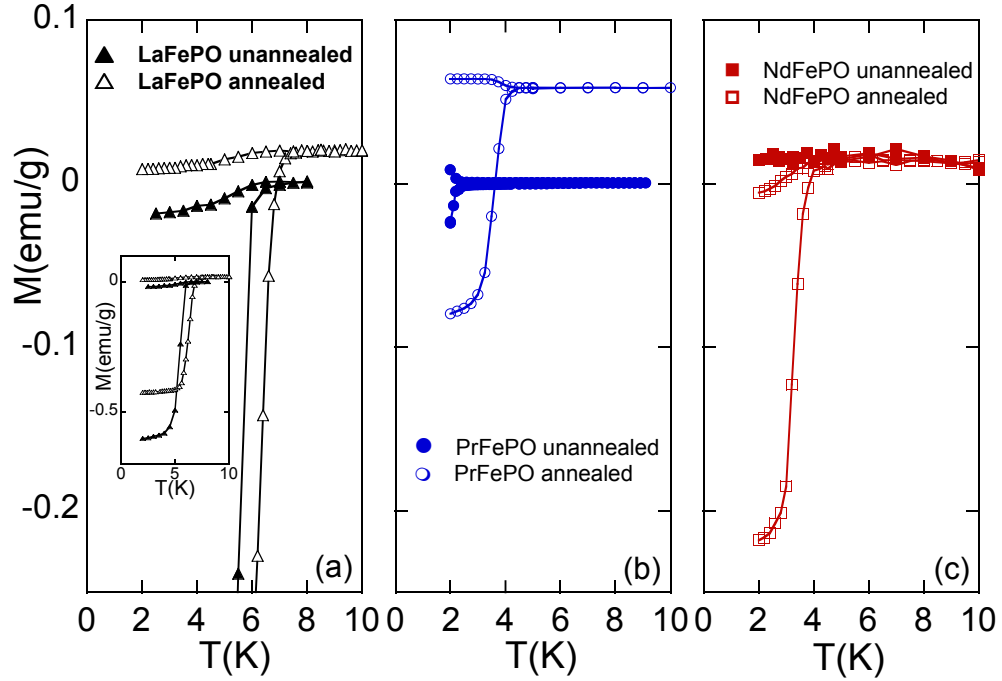 M(emu/g)
0.1
0
-0.1
-0.2
LaFePO unannealed
LaFePO annealed
M(emu/g)
0
-0.5
0 5 10
T(K)
(a)
0 2 4 6 8 10
T(K)
PrFePO unannealed
PrFePO annealed
(b)
0 2 4 6 8 10
T(K)
NdFePO unannealed
NdFePO annealed
(c)
0 2 4 6 8 10
T(K)